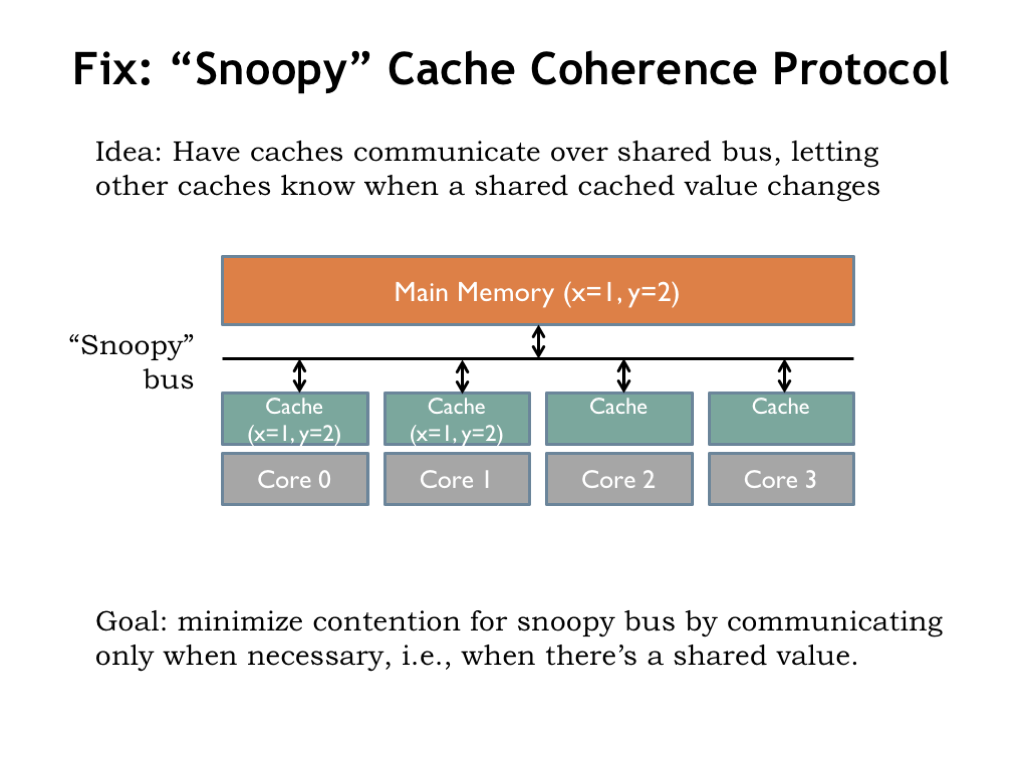 Fix: “Snoopy” Cache Coherence Protocol
Idea: Have caches communicate over shared bus, letting
other caches know when a shared cached value changes
Main Memory (x=1, y=2)
“Snoopy”
bus
Cache
(x=1, y=2)
Cache
(x=1, y=2)
Cache
Cache
Core 0
Core 1
Core 2
Core 3
Goal: minimize contention for snoopy bus by communicating
only when necessary, i.e., when there’s a shared value.